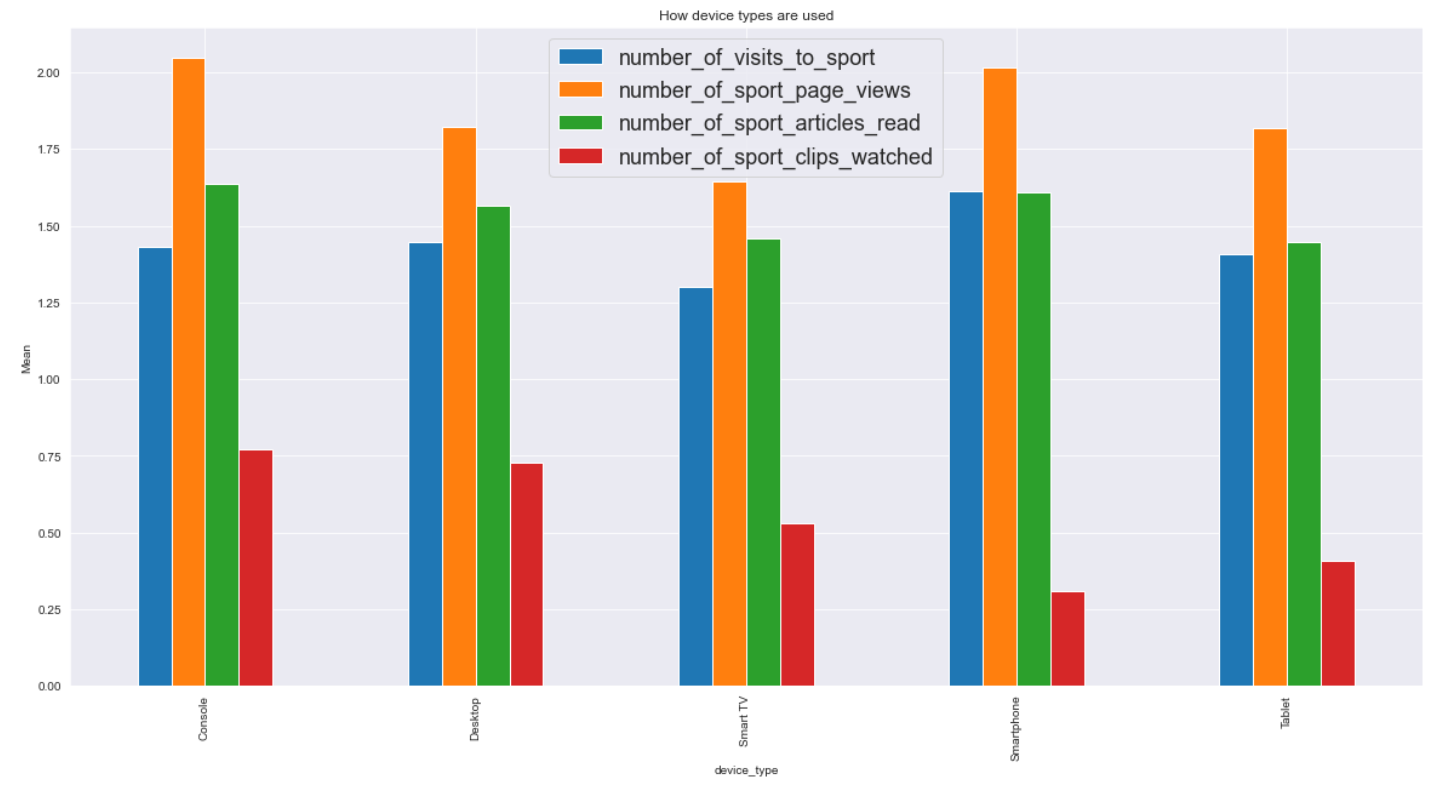 How device types are used
number_of_visits_to_sport
number_of_sport_page_views
number_of_sport_articles_read
number_of_sport_clips_watched
2.00
1.75
1.50
1.25
1.00
0.75
0.50
0.25
0.00
Mean
Console
Desktop
Smart TV
Smartphone
Tablet
device_type